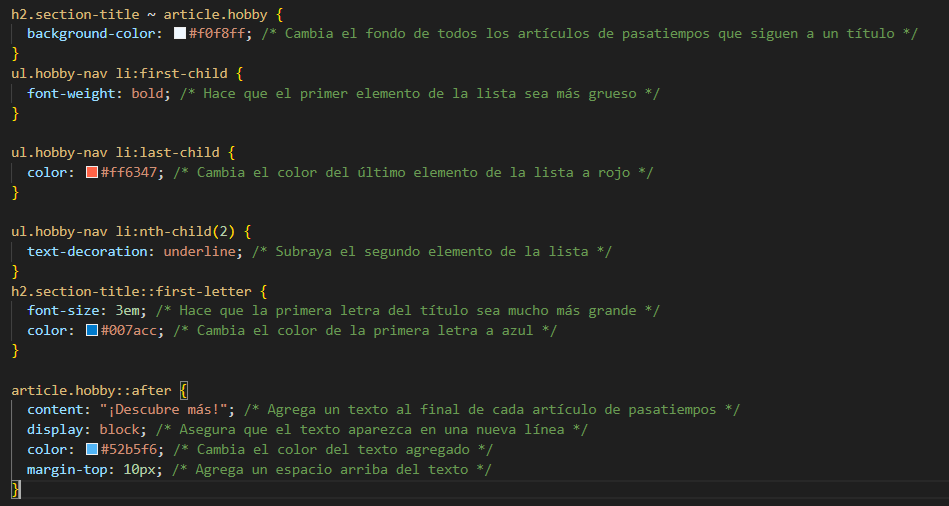 h2.section-title ~ article.hobby {
background-color: #f0f8ff; /* Cambia el fondo de todos los artículos de pasatiempos que siguen a un título */
}
ul.hobby-nav li:first-child {
font-weight: bold; /* Hace que el primer elemento de la lista sea más grueso */
}
ul.hobby-nav li:last-child {
color: #ff6347; /* Cambia el color del último elemento de la lista a rojo */
}
ul.hobby-nav li:nth-child(2) {
text-decoration: underline; /* Subraya el segundo elemento de la lista */
}
h2.section-title::first-letter {
font-size: 3em; /* Hace que la primera letra del título sea mucho más grande */
color: #007acc; /* Cambia el color de la primera letra a azul */
}
article.hobby::after {
content: "¡Descubre más!"; /* Agrega un texto al final de cada artículo de pasatiempos */
display: block; /* Asegura que el texto aparezca en una nueva línea */
color: #52b5f6; /* Cambia el color del texto agregado */
margin-top: 10px; /* Agrega un espacio arriba del texto */
}